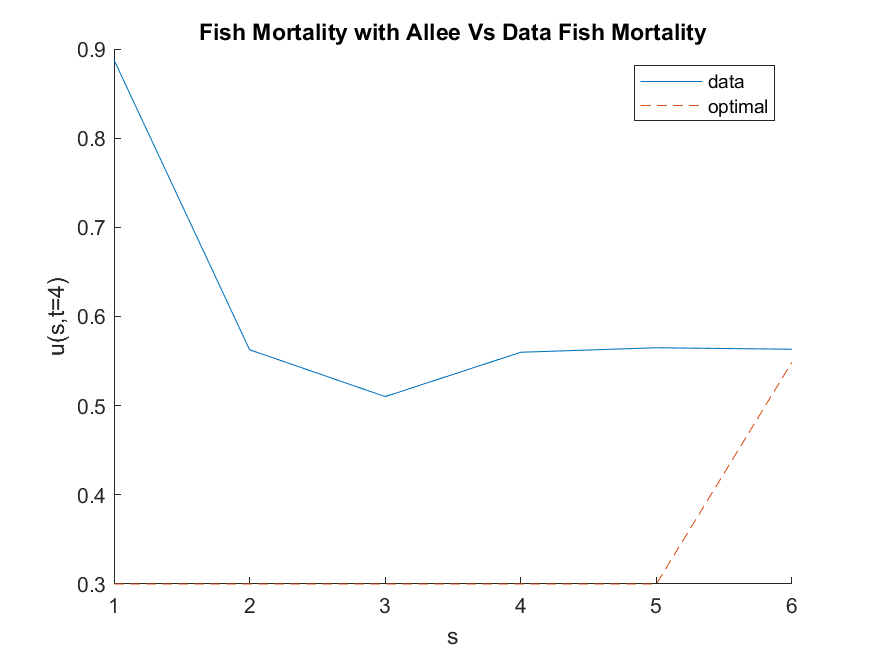 Fish Mortality with Allee Vs Data Fish Mortality
data
optimal
u(s,t=4)
0.9
0.8
0.7
0.6
0.5
0.4
0.3
1 2 3 4 5 6
s